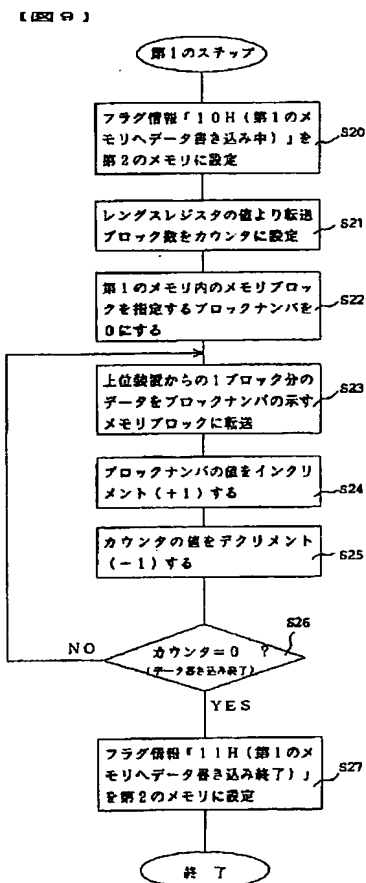 【図9】
第1のステップ
フラグ情報「10H(第1のメ
モリへデータ書き込み中)」を
第2のメモリに設定
S20
レングスレジスタの値より転送
ブロック数をカウンタに設定
S21
第1のメモリ内のメモリブロッ
クを指定するブロックナンバを
0にする
S22
上位装置からの1ブロック分の
データをブロックナンバの示す
メモリブロックに転送
S23
ブロックナンバの値をインクリ
メント(+1)する
S24
カウンタの値をデクリメント
(-1)する
S25
カウンタ=0 ?
(データ書き込み終了)
S26
NO
YES
フラグ情報「11H(第1のメ
モリへデータ書き込み終了)」
を第2のメモリに設定
S27
終 了